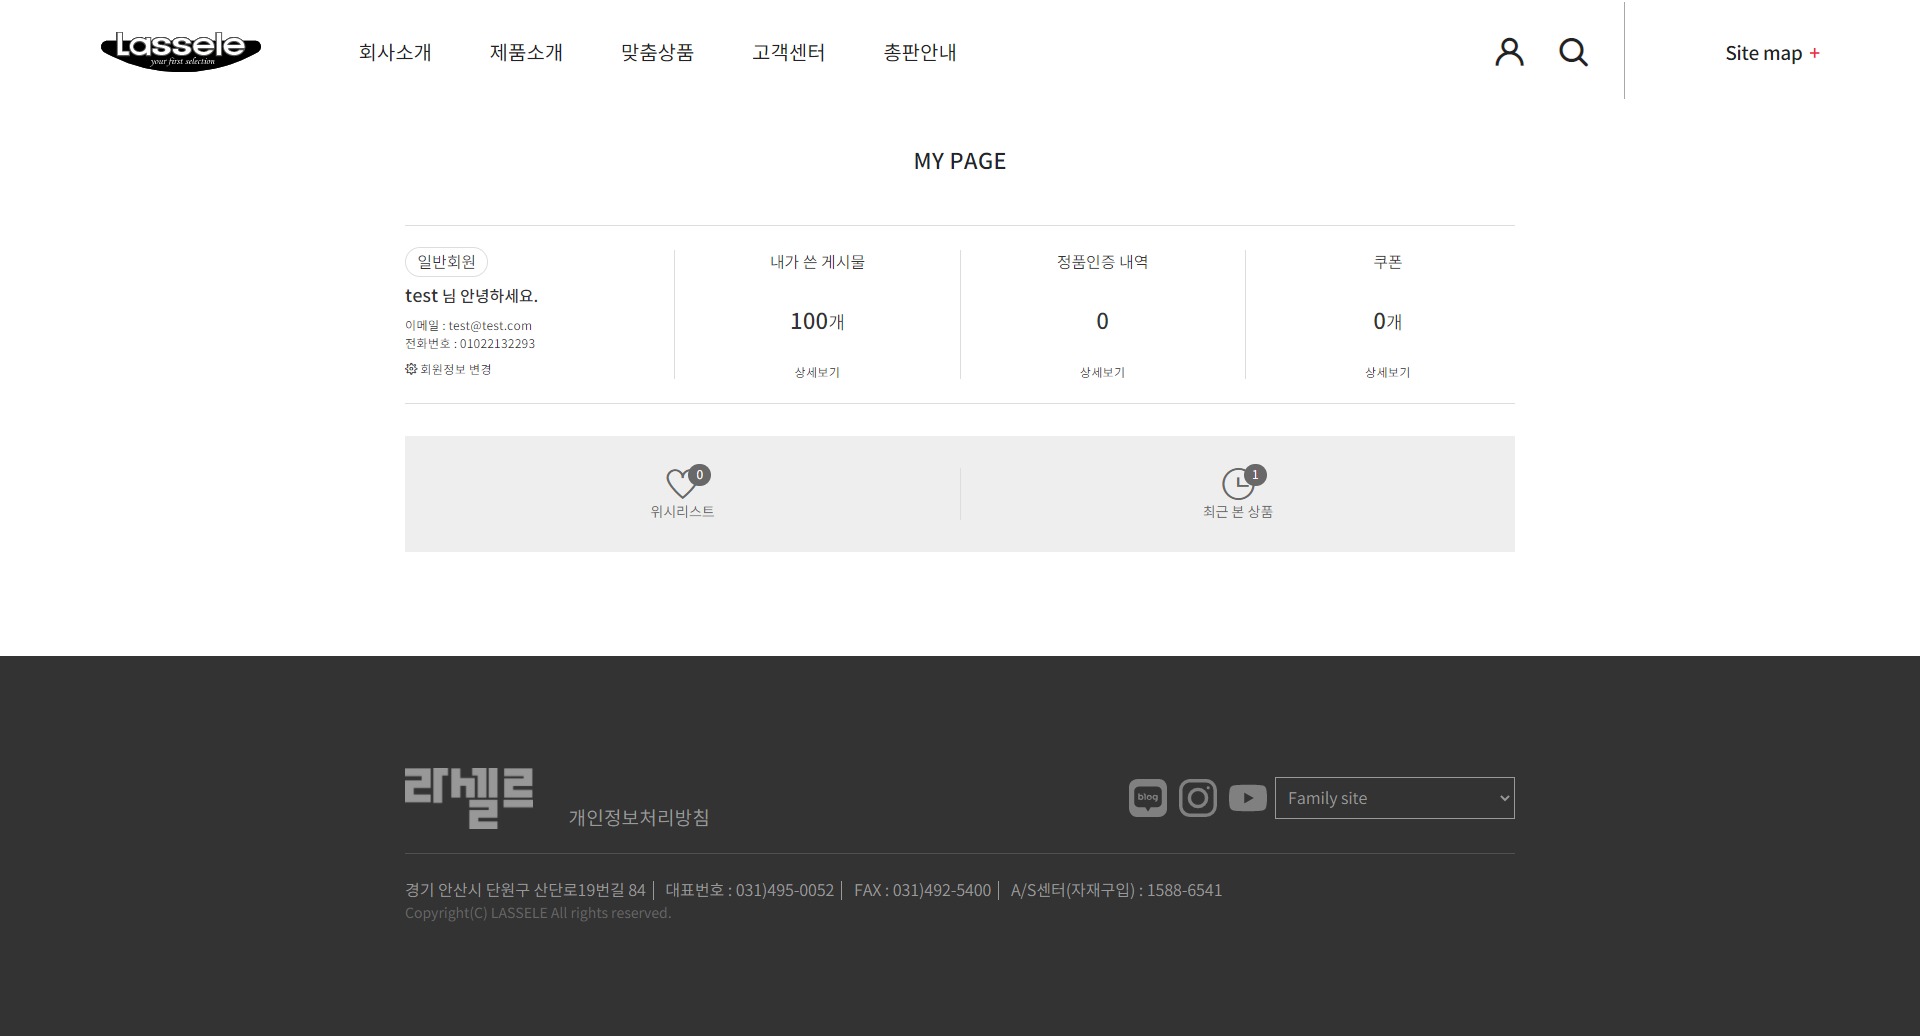 Lassele
your first selection
회사소개 제품소개 맞춤상품 고객센터 총판안내 Site map +
MY PAGE
일반회원
test 님 안녕하세요.
이메일 : test@test.com
전화번호 : 01022132293
회원정보 변경
내가 쓴 게시물
100개
상세보기
정품인증 내역
0
상세보기
쿠폰
0개
상세보기
0
위시리스트
1
최근 본 상품
라셀르
개인정보처리방침
blog
Family site
경기 안산시 단원구 산단로19번길 84 | 대표번호 : 031)495-0052 | FAX : 031)492-5400 | A/S센터(자재구입) : 1588-6541
Copyright(C) LASSELE All rights reserved.